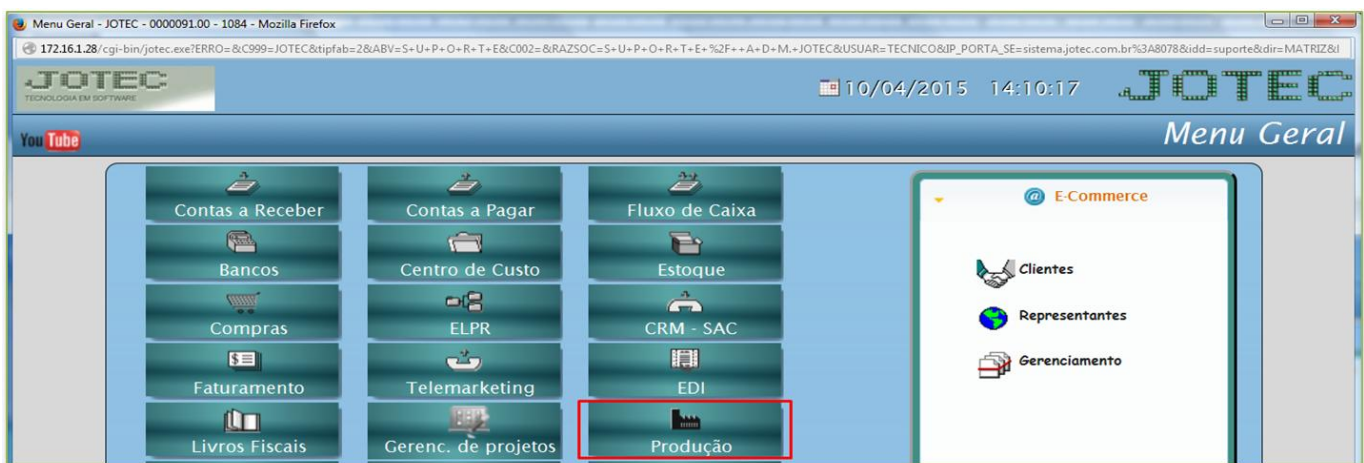 Menu Geral - JOTEC - 0000091.00 - 1084 - Mozilla Firefox
172.16.1.28/cgi-bin/jotec.exe?ERRO=&C999=JOTEC&tipfab=2&ABV=S+U+P+O+R+T+E&C002=&RAZSOC=S+U+P+O+R+T+E+%2F++A+D+M.+JOTEC&USUAR=TECNICO&IP_PORTA_SE=sistema.jotec.com.br%3A8078&idd=suporte&dir=MATRIZ&
JOTEC
TECNOLOGIA EM SOFTWARE
10/04/2015 14:10:17
JOTEC
You Tube
Menu Geral
Contas a Receber
Contas a Pagar
Fluxo de Caixa
Bancos
Centro de Custo
Estoque
Compras
ELPR
CRM - SAC
Faturamento
Telemarketing
EDI
Livros Fiscais
Gerenc. de projetos
Produção
E-Commerce
Clientes
Representantes
Gerenciamento